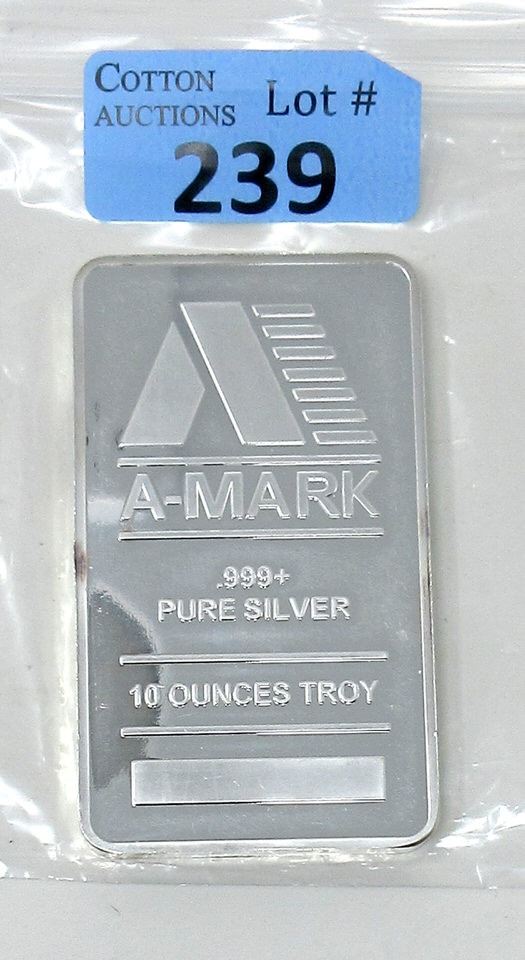 COTTON
AUCTIONS
Lot #
239
A-MARK
.999+
PURE SILVER
10 OUNCES TROY